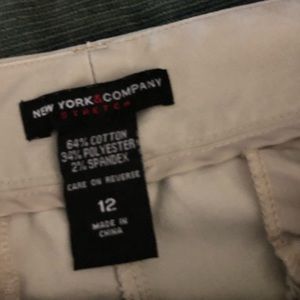 NEW YORK&COMPANY
STRETCH
64% COTTON
34% POLYESTER
2% SPANDEX
CARE ON REVERSE
12
MADE IN
CHINA